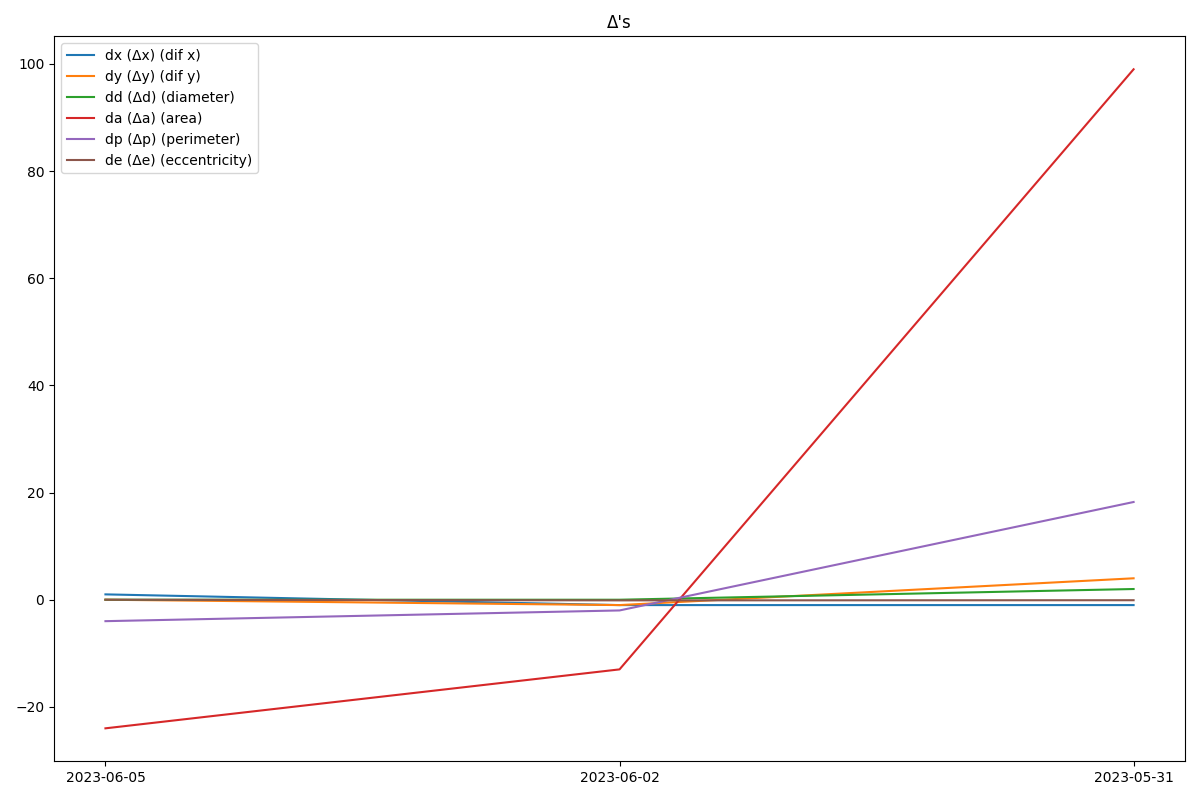 Δ's
dx (Δx) (dif x)
dy (Δy) (dif y)
dd (Δd) (diameter)
da (Δa) (area)
dp (Δp) (perimeter)
de (Δe) (eccentricity)
100
80
60
40
20
0
−20
2023-06-05 2023-06-02 2023-05-31